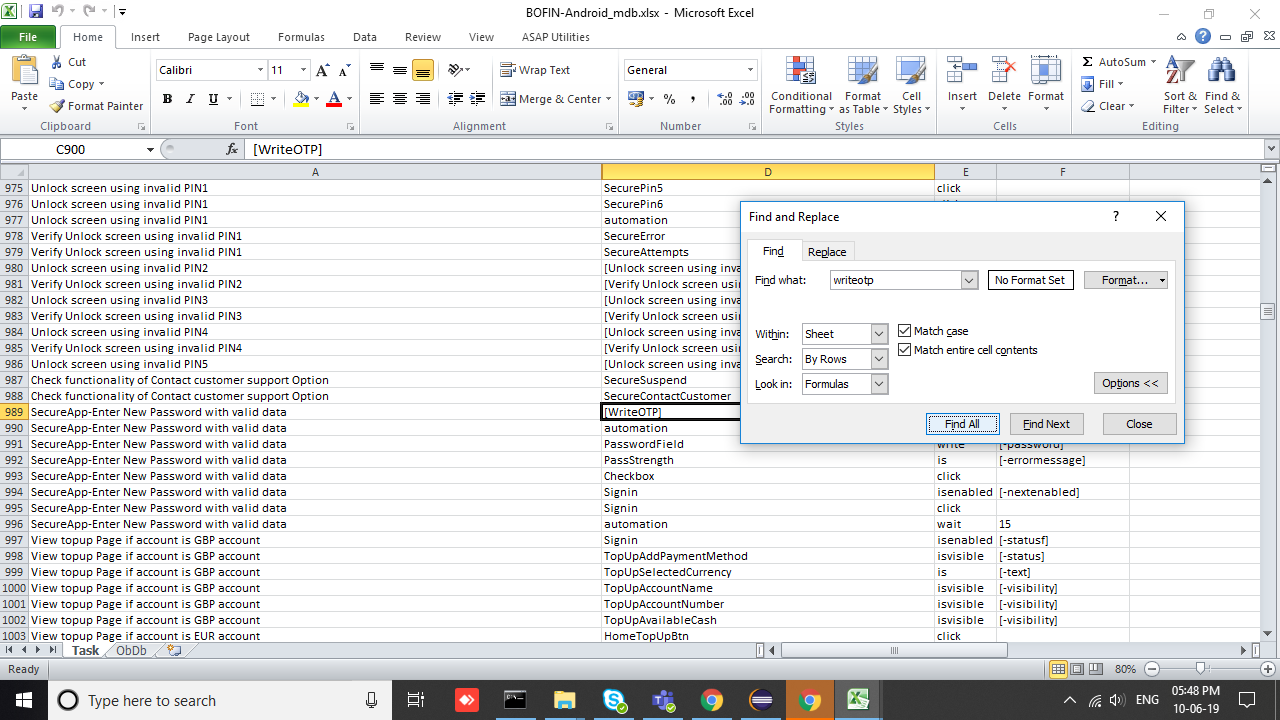 BOFIN-Android_mdb.xlsx - Microsoft Excel
File Home Insert Page Layout Formulas Data Review View ASAP Utilities
Paste Cut Copy Format Painter Clipboard
Calibri 11 B I U Font
Wrap Text Merge & Center Alignment
General % , Number
Conditional Formatting Format as Table Cell Styles Styles
Insert Delete Format Cells
Σ AutoSum Fill Clear Sort & Filter Find & Select Editing
C900 fx [WriteOTP]
A D E F
975 Unlock screen using invalid PIN1 SecurePin5 click
976 Unlock screen using invalid PIN1 SecurePin6
977 Unlock screen using invalid PIN1 automation
978 Verify Unlock screen using invalid PIN1 SecureError
979 Verify Unlock screen using invalid PIN1 SecureAttempts
980 Unlock screen using invalid PIN2 [Unlock screen using inva
981 Verify Unlock screen using invalid PIN2 [Verify Unlock screen usin
982 Unlock screen using invalid PIN3 [Unlock screen using inva
983 Verify Unlock screen using invalid PIN3 [Verify Unlock screen usin
984 Unlock screen using invalid PIN4 [Unlock screen using inva
985 Verify Unlock screen using invalid PIN4 [Verify Unlock screen usin
986 Unlock screen using invalid PIN5 [Unlock screen using inva
987 Check functionality of Contact customer support Option SecureSuspend
988 Check functionality of Contact customer support Option SecureContactCustomer
989 SecureApp-Enter New Password with valid data [WriteOTP]
990 SecureApp-Enter New Password with valid data automation
991 SecureApp-Enter New Password with valid data PasswordField write [-password]
992 SecureApp-Enter New Password with valid data PassStrength is [-errormessage]
993 SecureApp-Enter New Password with valid data Checkbox click
994 SecureApp-Enter New Password with valid data Signin isenabled [-nextenabled]
995 SecureApp-Enter New Password with valid data Signin click
996 SecureApp-Enter New Password with valid data automation wait 15
997 View topup Page if account is GBP account Signin isenabled [-statusf]
998 View topup Page if account is GBP account TopUpAddPaymentMethod isvisible [-status]
999 View topup Page if account is GBP account TopUpSelectedCurrency is [-text]
1000 View topup Page if account is GBP account TopUpAccountName isvisible [-visibility]
1001 View topup Page if account is GBP account TopUpAccountNumber isvisible [-visibility]
1002 View topup Page if account is GBP account TopUpAvailableCash isvisible [-visibility]
1003 View topup Page if account is EUR account HomeTopUpBtn click
Find and Replace ?
Find Replace
Find what: writeotp No Format Set Format...
Within: Sheet Match case
Search: By Rows Match entire cell contents
Look in: Formulas Options <<
Find All Find Next Close
Task ObDb
Ready 80%
Type here to search ENG 05:48 PM
10-06-19